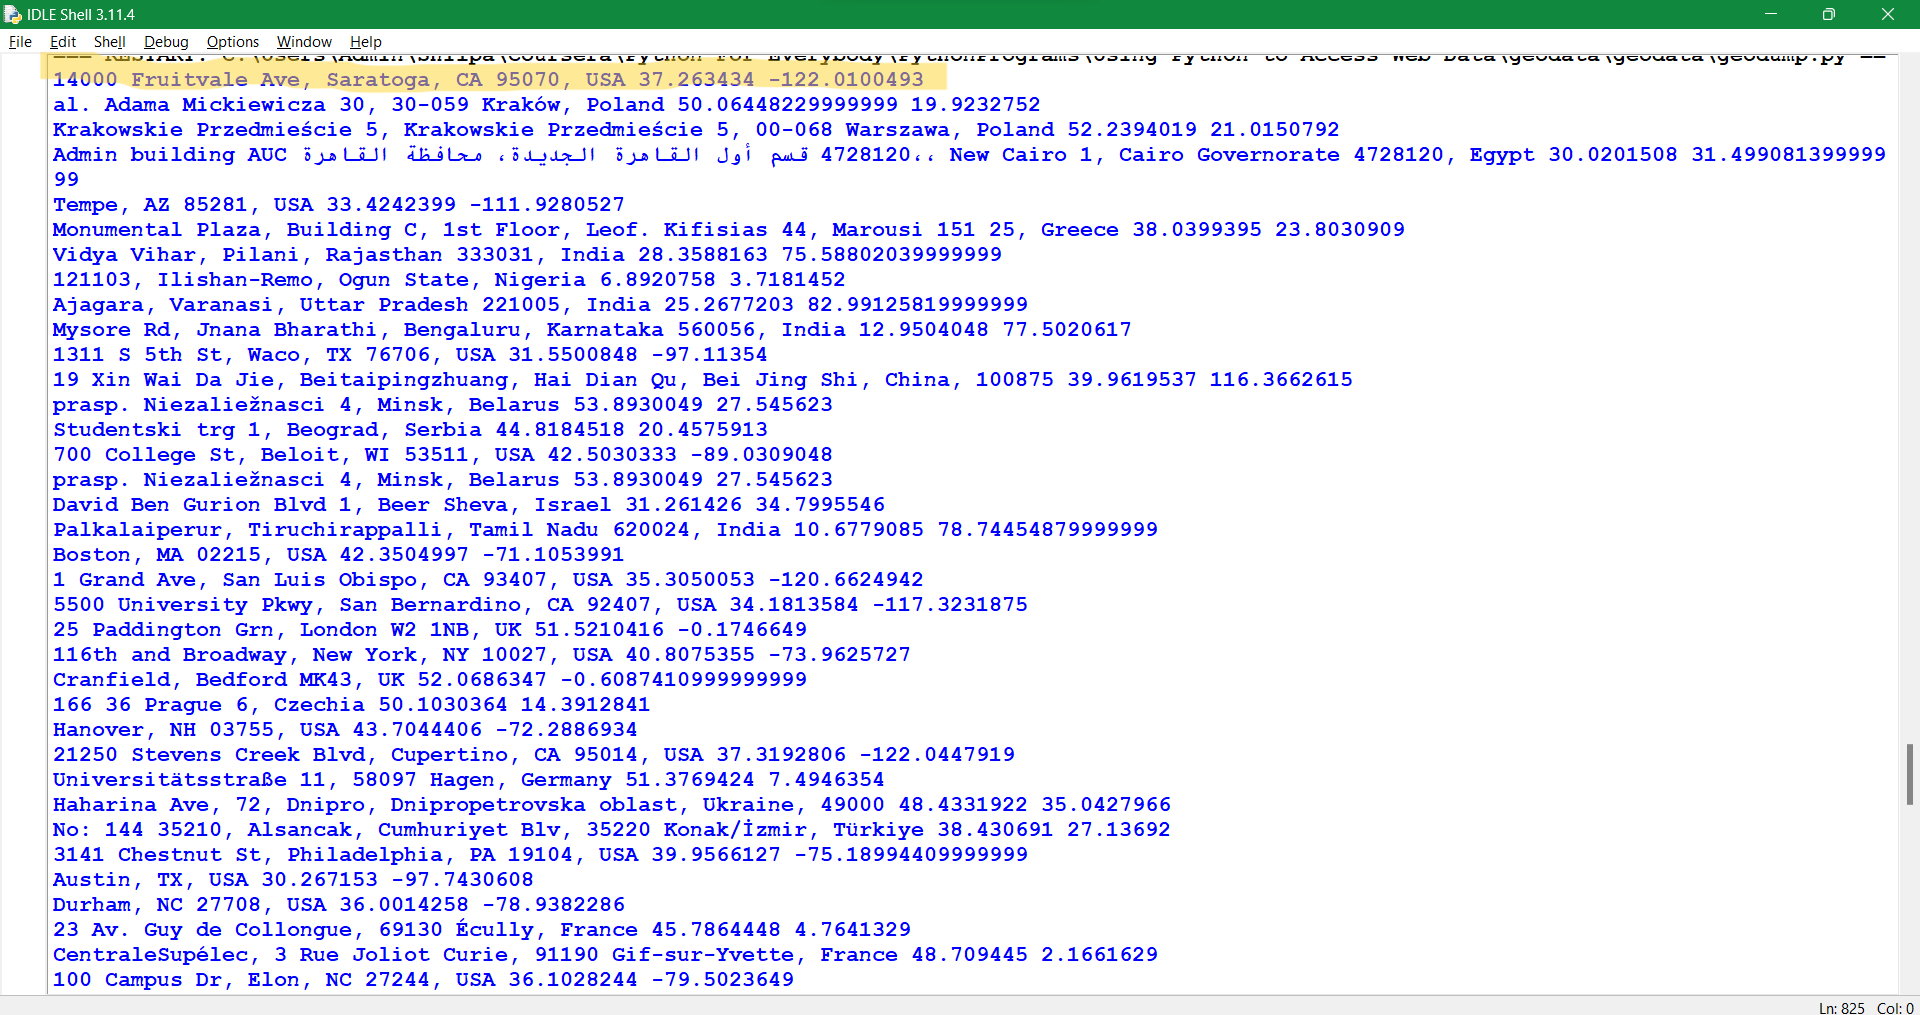 IDLE Shell 3.11.4
File Edit Shell Debug Options Window Help
=== RESTART: C:\Users\Admin\Shilpa\Coursera\Python For Everybody\PythonPrograms\Using Python to Access Web Data\geodata\geodata\geodump.py ==
14000 Fruitvale Ave, Saratoga, CA 95070, USA 37.263434 -122.0100493
al. Adama Mickiewicza 30, 30-059 Kraków, Poland 50.06448229999999 19.9232752
Krakowskie Przedmieście 5, Krakowskie Przedmieście 5, 00-068 Warszawa, Poland 52.2394019 21.0150792
Admin building AUC قسم أول القاهرة الجديدة، محافظة القاهرة 4728120،، New Cairo 1, Cairo Governorate 4728120, Egypt 30.0201508 31.499081399999
99
Tempe, AZ 85281, USA 33.4242399 -111.9280527
Monumental Plaza, Building C, 1st Floor, Leof. Kifisias 44, Marousi 151 25, Greece 38.0399395 23.8030909
Vidya Vihar, Pilani, Rajasthan 333031, India 28.3588163 75.58802039999999
121103, Ilishan-Remo, Ogun State, Nigeria 6.8920758 3.7181452
Ajagara, Varanasi, Uttar Pradesh 221005, India 25.2677203 82.99125819999999
Mysore Rd, Jnana Bharathi, Bengaluru, Karnataka 560056, India 12.9504048 77.5020617
1311 S 5th St, Waco, TX 76706, USA 31.5500848 -97.11354
19 Xin Wai Da Jie, Beitaipingzhuang, Hai Dian Qu, Bei Jing Shi, China, 100875 39.9619537 116.3662615
prasp. Niezaliežnasci 4, Minsk, Belarus 53.8930049 27.545623
Studentski trg 1, Beograd, Serbia 44.8184518 20.4575913
700 College St, Beloit, WI 53511, USA 42.5030333 -89.0309048
prasp. Niezaliežnasci 4, Minsk, Belarus 53.8930049 27.545623
David Ben Gurion Blvd 1, Beer Sheva, Israel 31.261426 34.7995546
Palkalaiperur, Tiruchirappalli, Tamil Nadu 620024, India 10.6779085 78.74454879999999
Boston, MA 02215, USA 42.3504997 -71.1053991
1 Grand Ave, San Luis Obispo, CA 93407, USA 35.3050053 -120.6624942
5500 University Pkwy, San Bernardino, CA 92407, USA 34.1813584 -117.3231875
25 Paddington Grn, London W2 1NB, UK 51.5210416 -0.1746649
116th and Broadway, New York, NY 10027, USA 40.8075355 -73.9625727
Cranfield, Bedford MK43, UK 52.0686347 -0.6087410999999999
166 36 Prague 6, Czechia 50.1030364 14.3912841
Hanover, NH 03755, USA 43.7044406 -72.2886934
21250 Stevens Creek Blvd, Cupertino, CA 95014, USA 37.3192806 -122.0447919
Universitätsstraße 11, 58097 Hagen, Germany 51.3769424 7.4946354
Haharina Ave, 72, Dnipro, Dnipropetrovska oblast, Ukraine, 49000 48.4331922 35.0427966
No: 144 35210, Alsancak, Cumhuriyet Blv, 35220 Konak/İzmir, Türkiye 38.430691 27.13692
3141 Chestnut St, Philadelphia, PA 19104, USA 39.9566127 -75.18994409999999
Austin, TX, USA 30.267153 -97.7430608
Durham, NC 27708, USA 36.0014258 -78.9382286
23 Av. Guy de Collongue, 69130 Écully, France 45.7864448 4.7641329
CentraleSupélec, 3 Rue Joliot Curie, 91190 Gif-sur-Yvette, France 48.709445 2.1661629
100 Campus Dr, Elon, NC 27244, USA 36.1028244 -79.5023649
Ln: 825 Col: 0